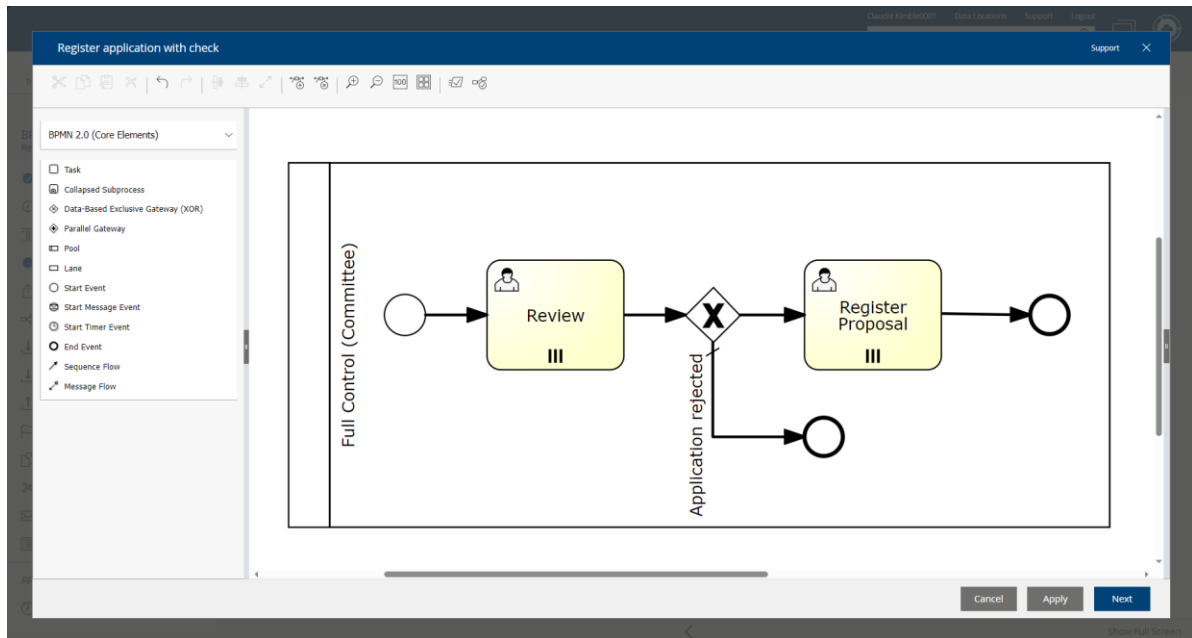 Claudia Kimble0001 Data Locations Support Logout
Register application with check
Support
100
BPMN 2.0 (Core Elements)
Task
Collapsed Subprocess
Data-Based Exclusive Gateway (XOR)
Parallel Gateway
Pool
Lane
Start Event
Start Message Event
Start Timer Event
End Event
Sequence Flow
Message Flow
Full Control (Committee)
Review
X
Register
Proposal
Application rejected
Cancel
Apply
Next
Show Full Screen